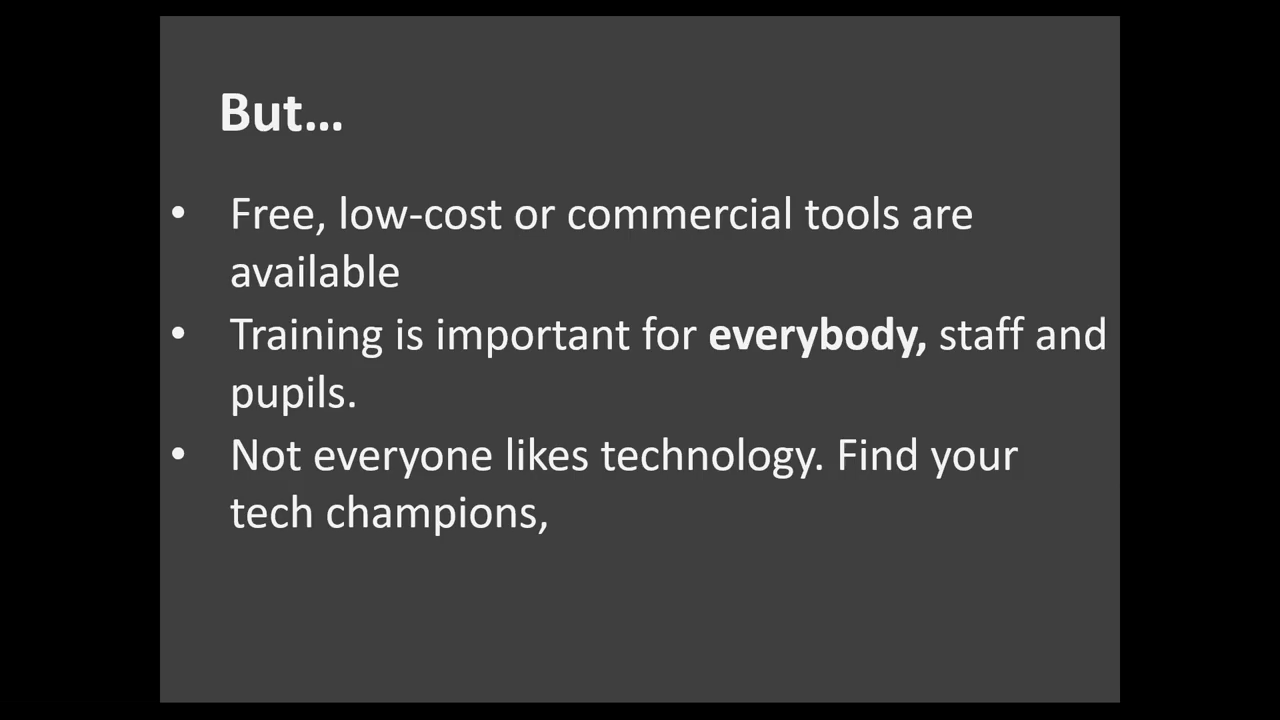 But…
• Free, low-cost or commercial tools are
available
• Training is important for everybody, staff and
pupils.
• Not everyone likes technology. Find your
tech champions,